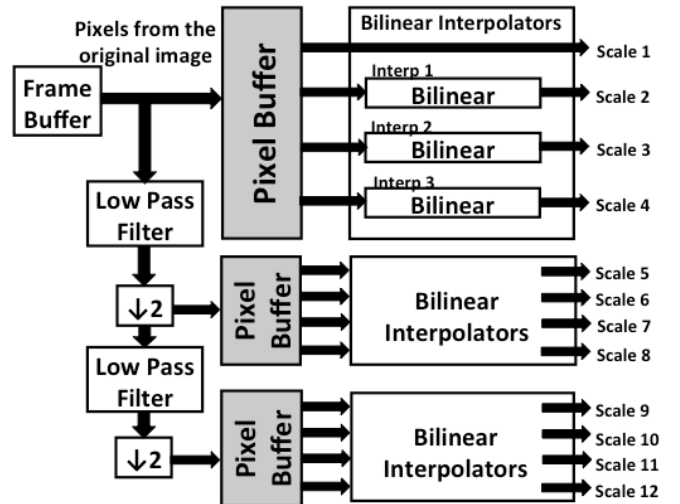 Pixels from the
original image
Frame
Buffer
Pixel Buffer
Bilinear Interpolators
Scale 1
Interp 1
Bilinear
Scale 2
Interp 2
Bilinear
Scale 3
Interp 3
Bilinear
Scale 4
Low Pass
Filter
↓2
Pixel
Buffer
Bilinear
Interpolators
Scale 5
Scale 6
Scale 7
Scale 8
Low Pass
Filter
↓2
Pixel
Buffer
Bilinear
Interpolators
Scale 9
Scale 10
Scale 11
Scale 12